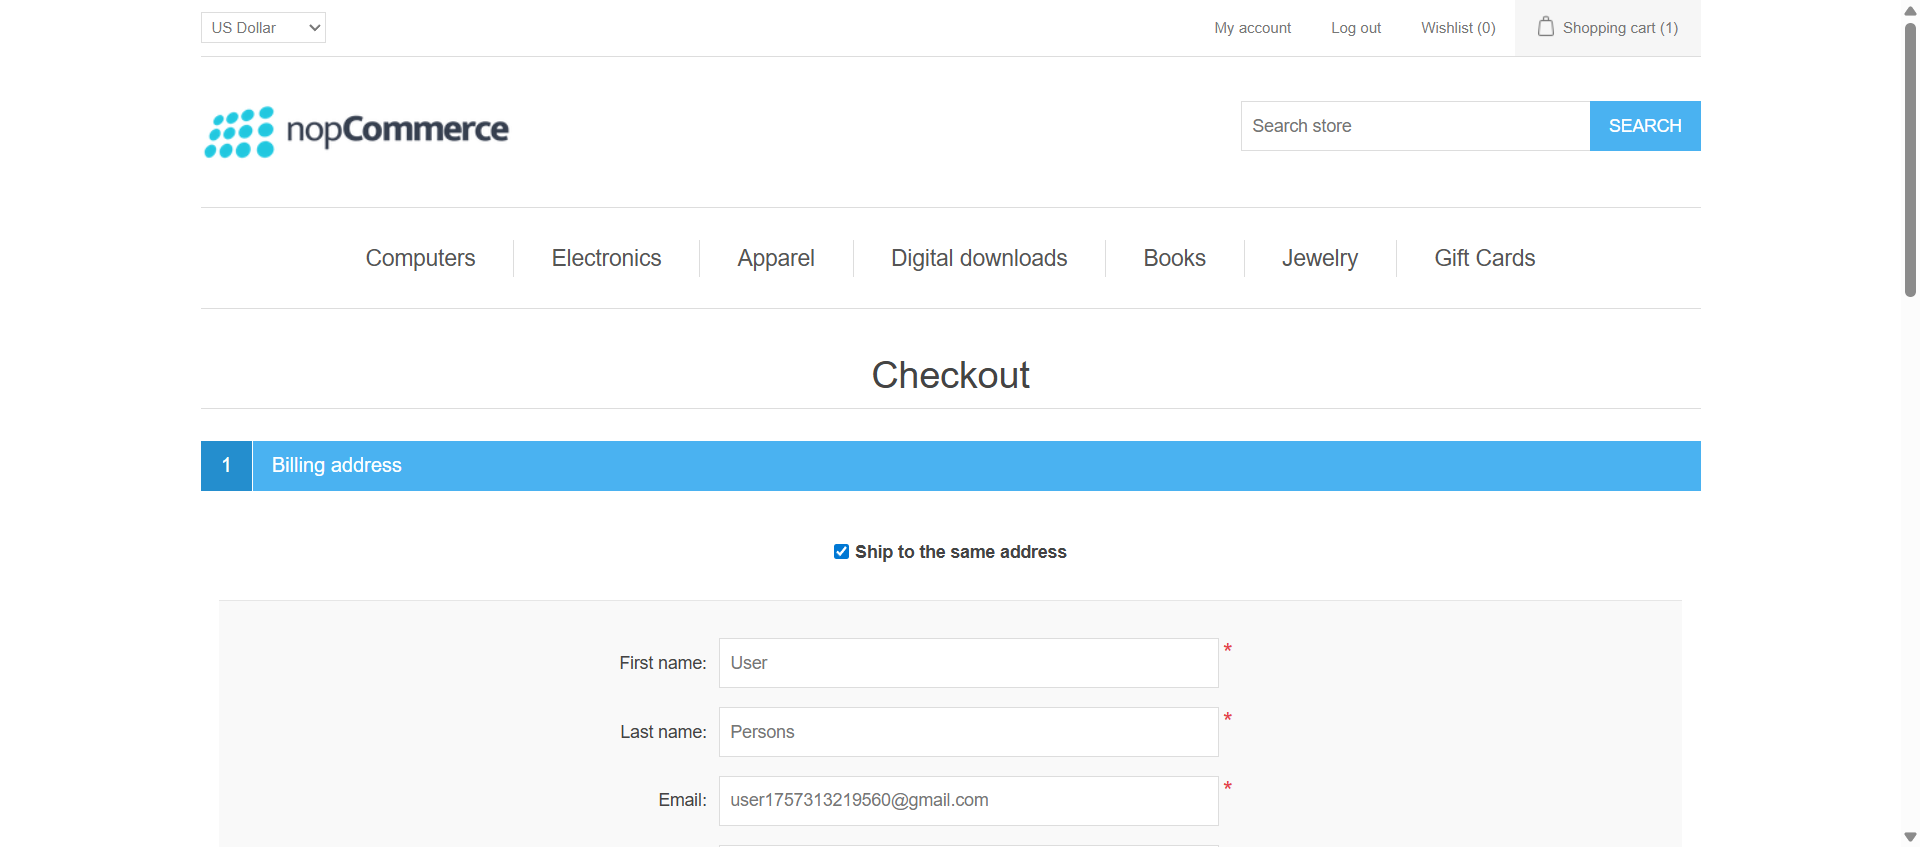 US Dollar
My account
Log out
Wishlist (0)
Shopping cart (1)
nopCommerce
Search store
SEARCH
Computers
Electronics
Apparel
Digital downloads
Books
Jewelry
Gift Cards
Checkout
1 Billing address
Ship to the same address
First name: User *
Last name: Persons *
Email: user1757313219560@gmail.com *